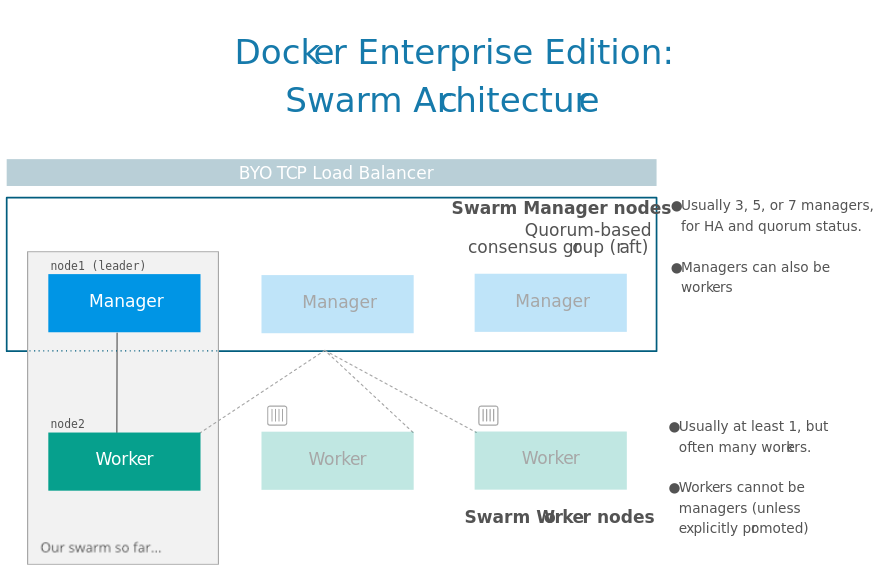 Docker Enterprise Edition:
Swarm Architecture
BYO TCP Load Balancer
Swarm Manager nodes
Quorum-based
consensus group (raft)
● Usually 3, 5, or 7 managers,
for HA and quorum status.
● Managers can also be
workers
node1 (leader)
Manager
Manager
Manager
node2
Worker
Worker
Worker
Swarm Worker nodes
● Usually at least 1, but
often many workers.
● Workers cannot be
managers (unless
explicitly promoted)
Our swarm so far...